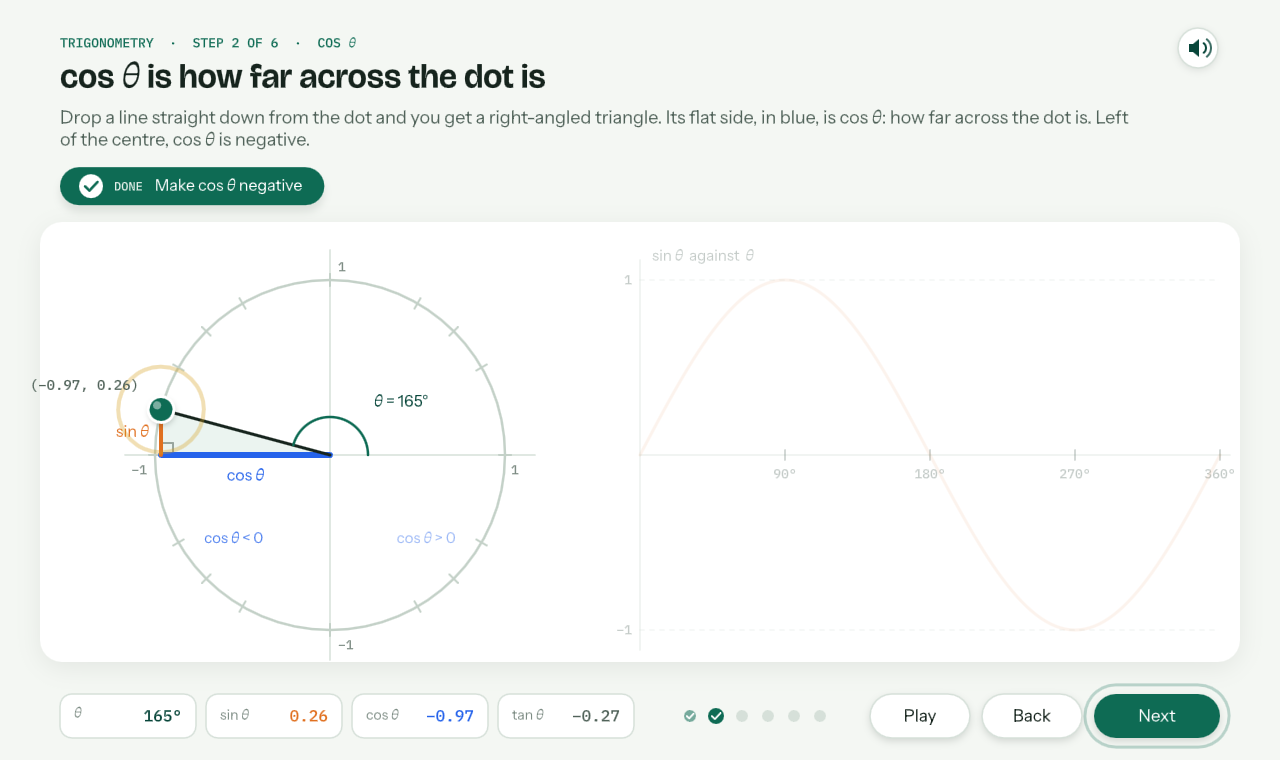 TRIGONOMETRY · STEP 2 OF 6 · COS θ
cos θ is how far across the dot is
Drop a line straight down from the dot and you get a right-angled triangle. Its flat side, in blue, is cos θ: how far across the dot is. Left
of the centre, cos θ is negative.
DONE Make cos θ negative
1
(−0.97, 0.26)
θ = 165°
sin θ
−1
1
cos θ
cos θ < 0
cos θ > 0
−1
sin θ against θ
1
90°
180°
270°
360°
−1
θ 165°
sin θ 0.26
cos θ −0.97
tan θ −0.27
Play
Back
Next